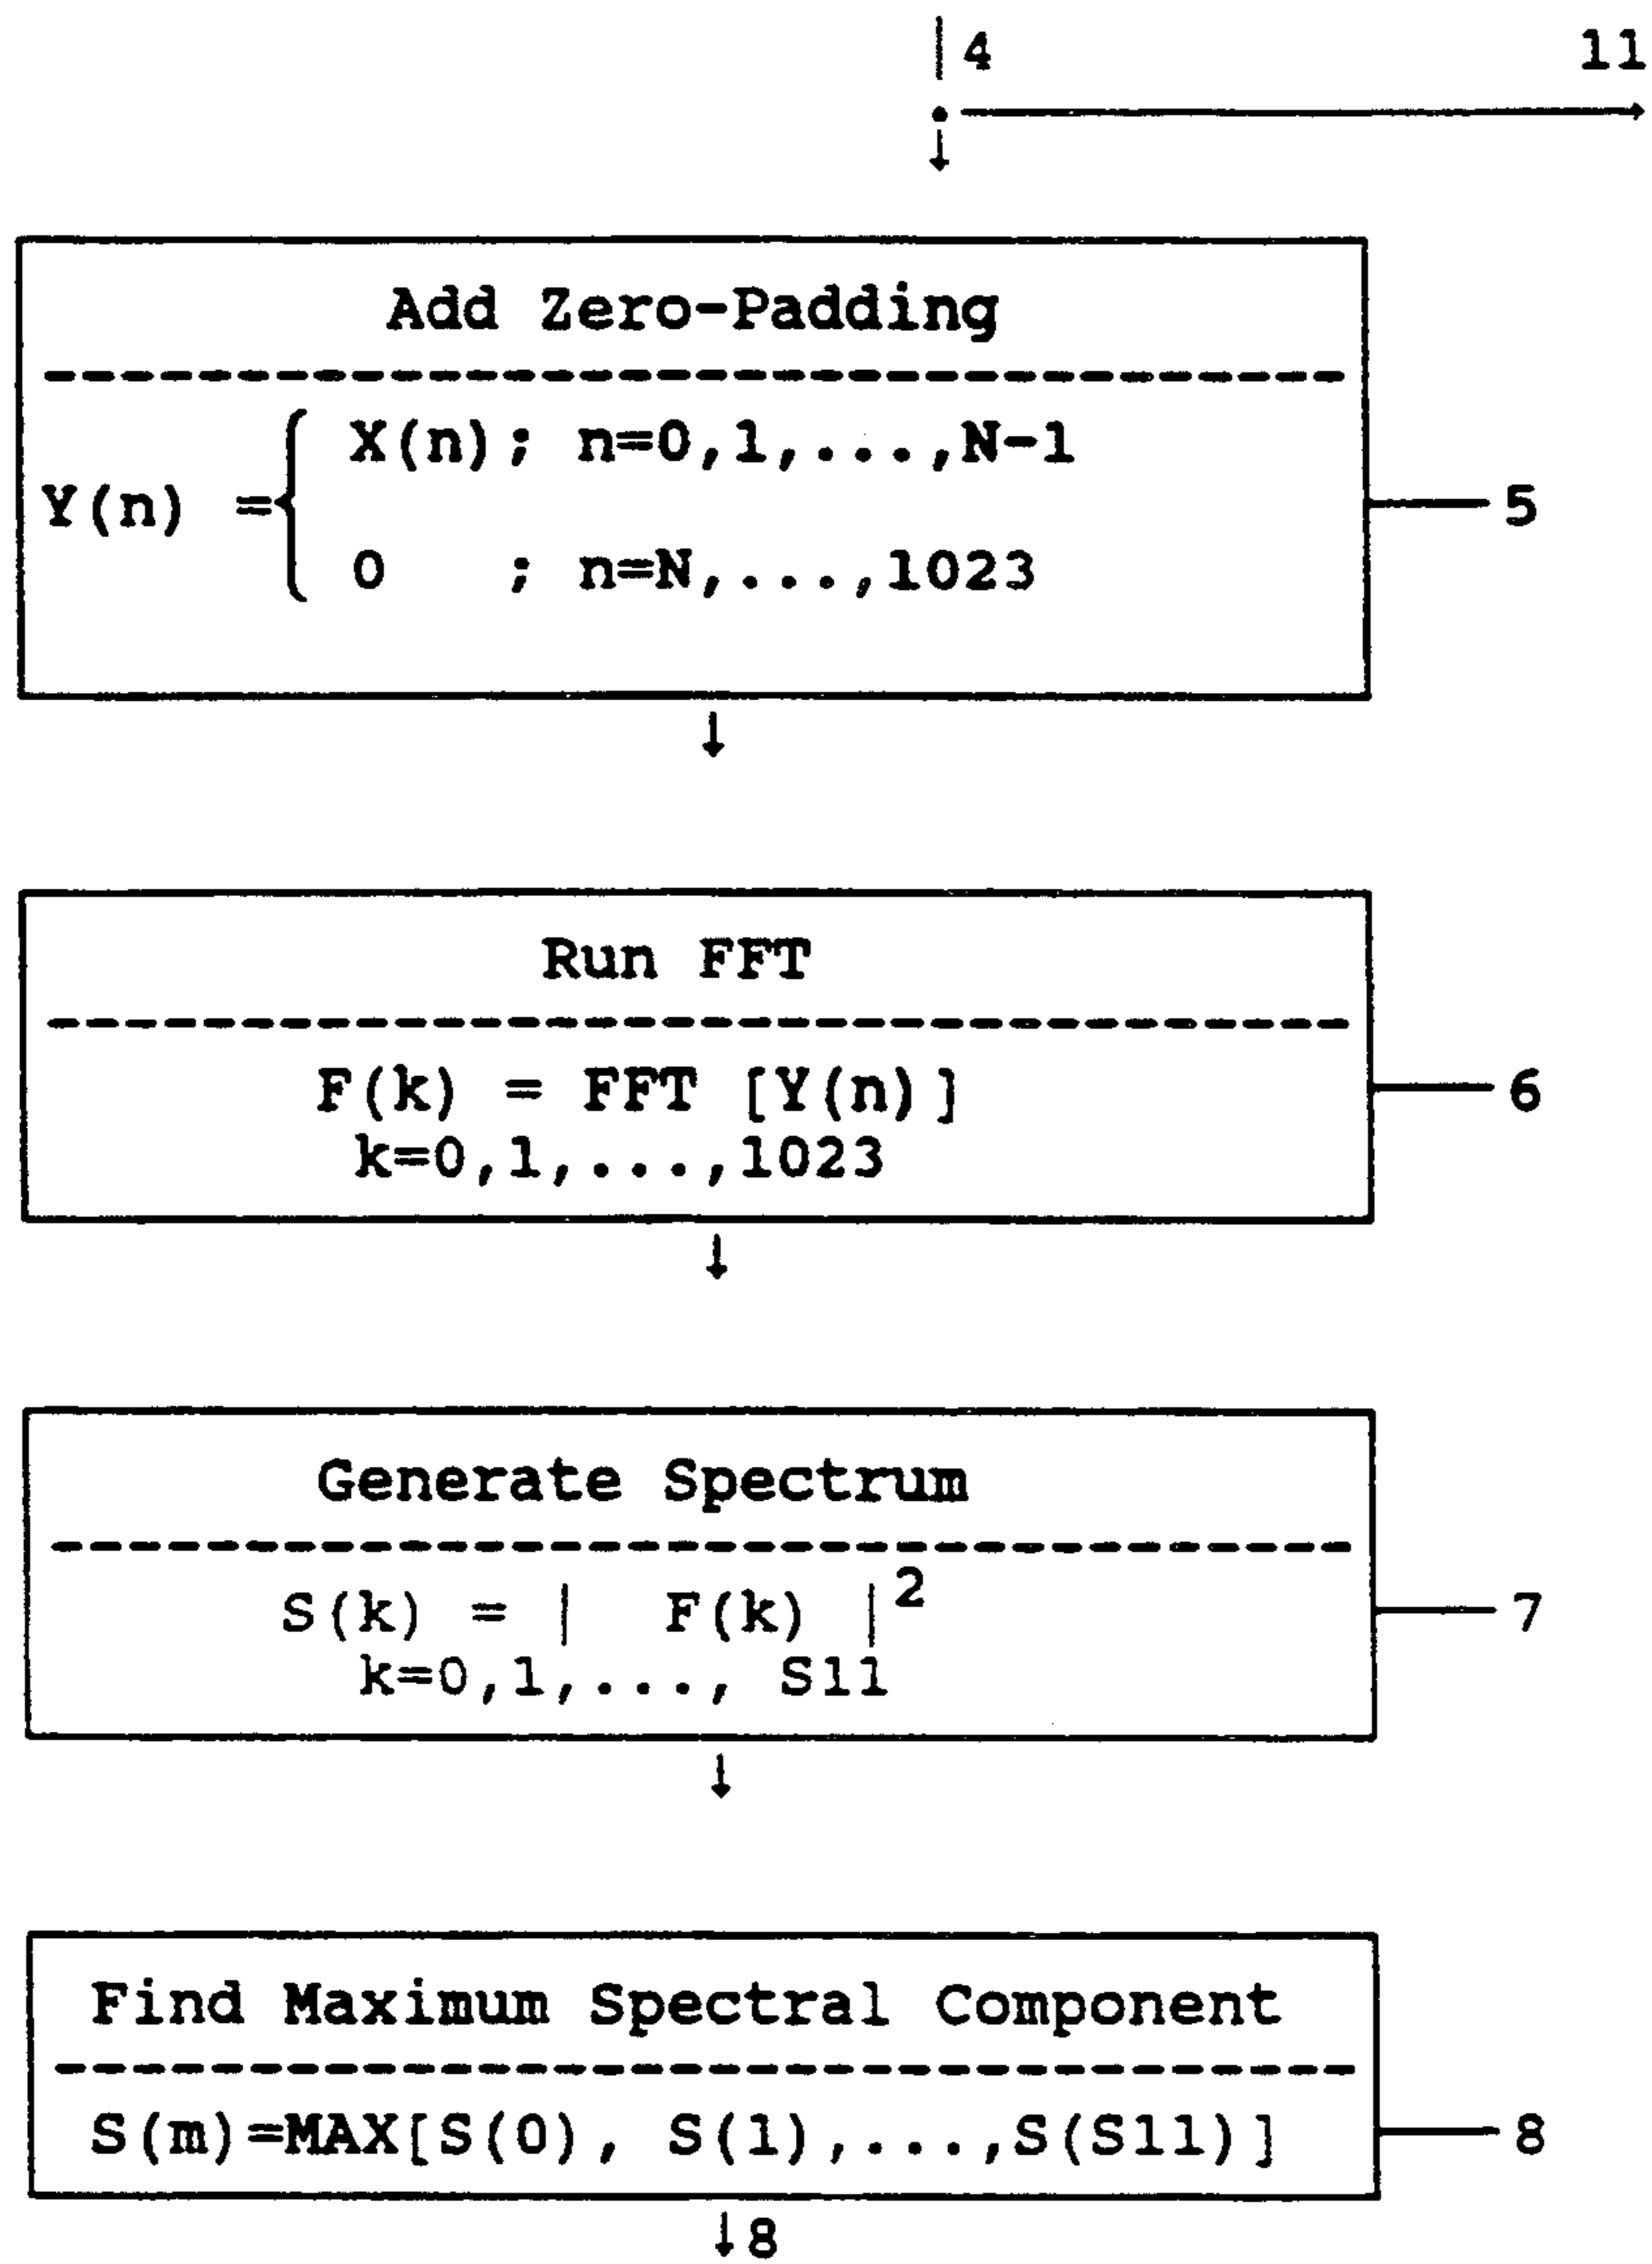 4
11
Add Zero-Padding
X(n); n=0,1,...,N-1
Y(n) =
5
0 ; n=N,...,1023
Run FFT
F(k) = FFT [Y(n)]
6
k=0,1,...,1023
Generate Spectrum
S(k) = | F(k) |2
7
k=0,1,..., S11
Find Maximum Spectral Component
S(m)=MAX[S(0), S(1),...,S(S11)]
8
8